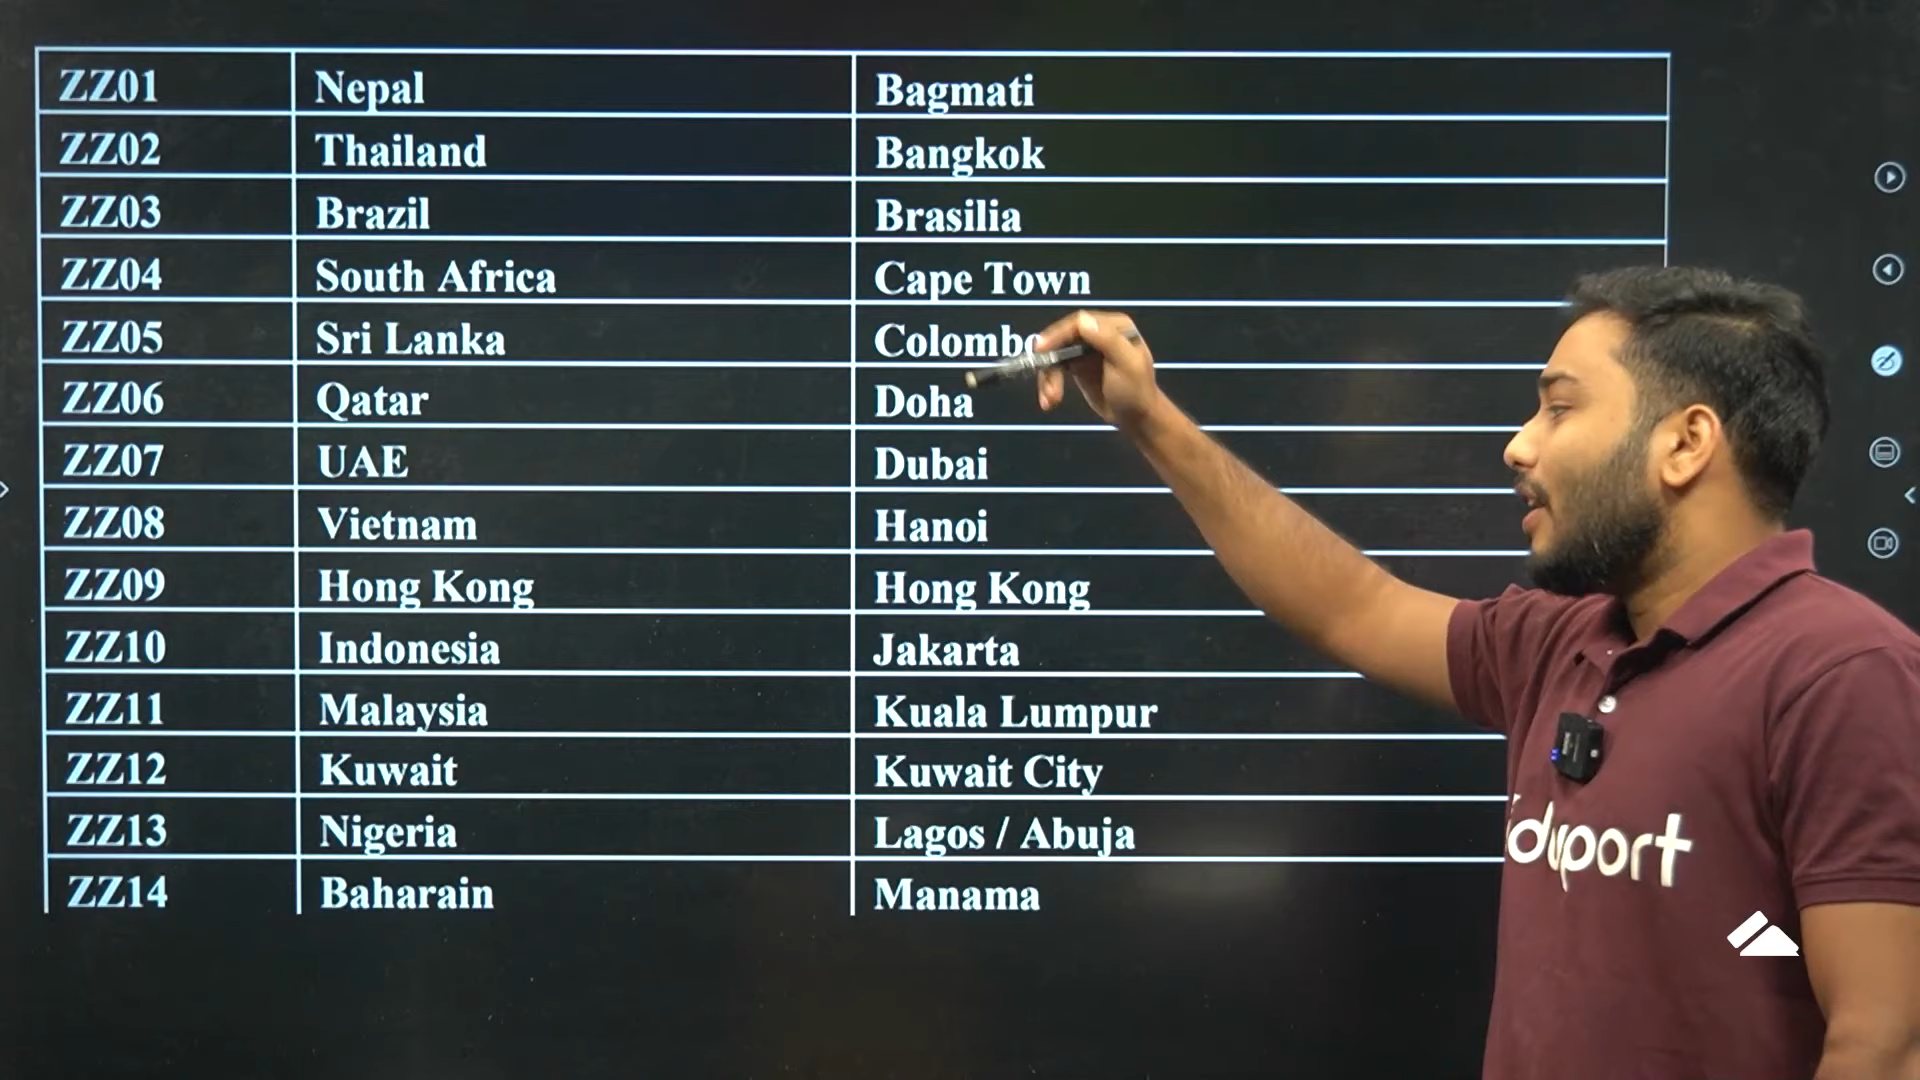 ZZ01 Nepal Bagmati
ZZ02 Thailand Bangkok
ZZ03 Brazil Brasilia
ZZ04 South Africa Cape Town
ZZ05 Sri Lanka Colombo
ZZ06 Qatar Doha
ZZ07 UAE Dubai
ZZ08 Vietnam Hanoi
ZZ09 Hong Kong Hong Kong
ZZ10 Indonesia Jakarta
ZZ11 Malaysia Kuala Lumpur
ZZ12 Kuwait Kuwait City
ZZ13 Nigeria Lagos / Abuja
ZZ14 Baharain Manama
eduport